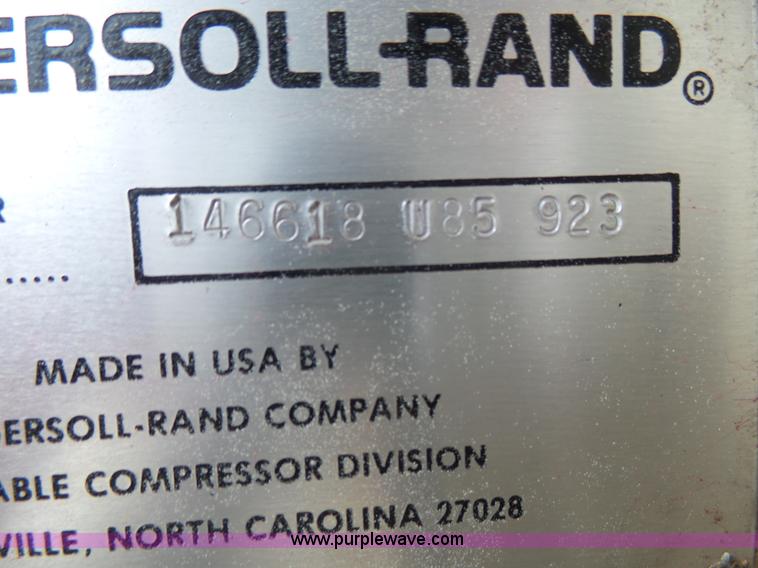 ERSOLL-RAND®
R
146618 U85 923
.....
MADE IN USA BY
ERSOLL-RAND COMPANY
ABLE COMPRESSOR DIVISION
VILLE, NORTH CAROLINA 27028
www.purplewave.com